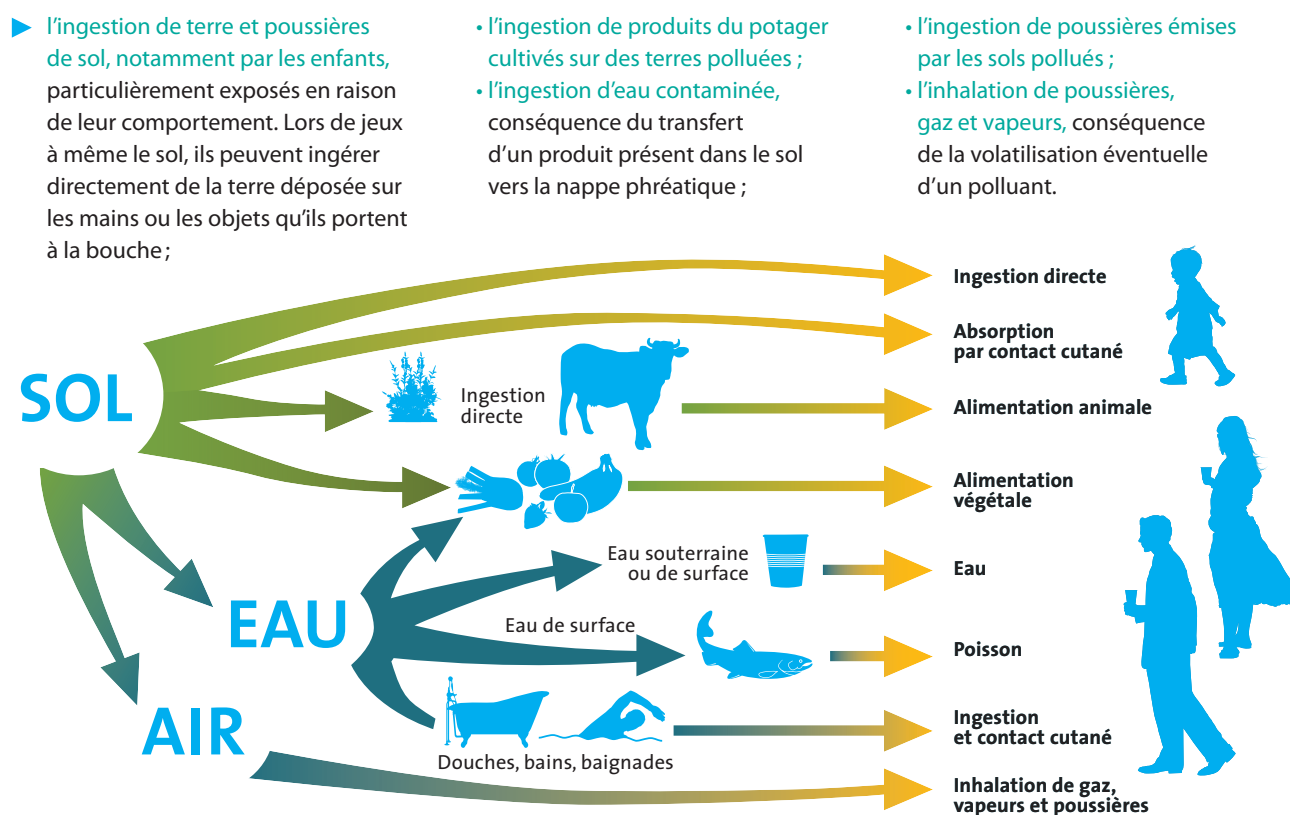 l'ingestion de terre et poussières
de sol, notamment par les enfants,
particulièrement exposés en raison
de leur comportement. Lors de jeux
à même le sol, ils peuvent ingérer
directement de la terre déposée sur
les mains ou les objets qu'ils portent
à la bouche ;
• l'ingestion de produits du potager
cultivés sur des terres polluées ;
• l'ingestion d'eau contaminée,
conséquence du transfert
d'un produit présent dans le sol
vers la nappe phréatique ;
• l'ingestion de poussières émises
par les sols pollués ;
• l'inhalation de poussières,
gaz et vapeurs, conséquence
de la volatilisation éventuelle
d'un polluant.
SOL
EAU
AIR
Ingestion
directe
Eau souterraine
ou de surface
Eau de surface
Douches, bains, baignades
Ingestion directe
Absorption
par contact cutané
Alimentation animale
Alimentation
végétale
Eau
Poisson
Ingestion
et contact cutané
Inhalation de gaz,
vapeurs et poussières